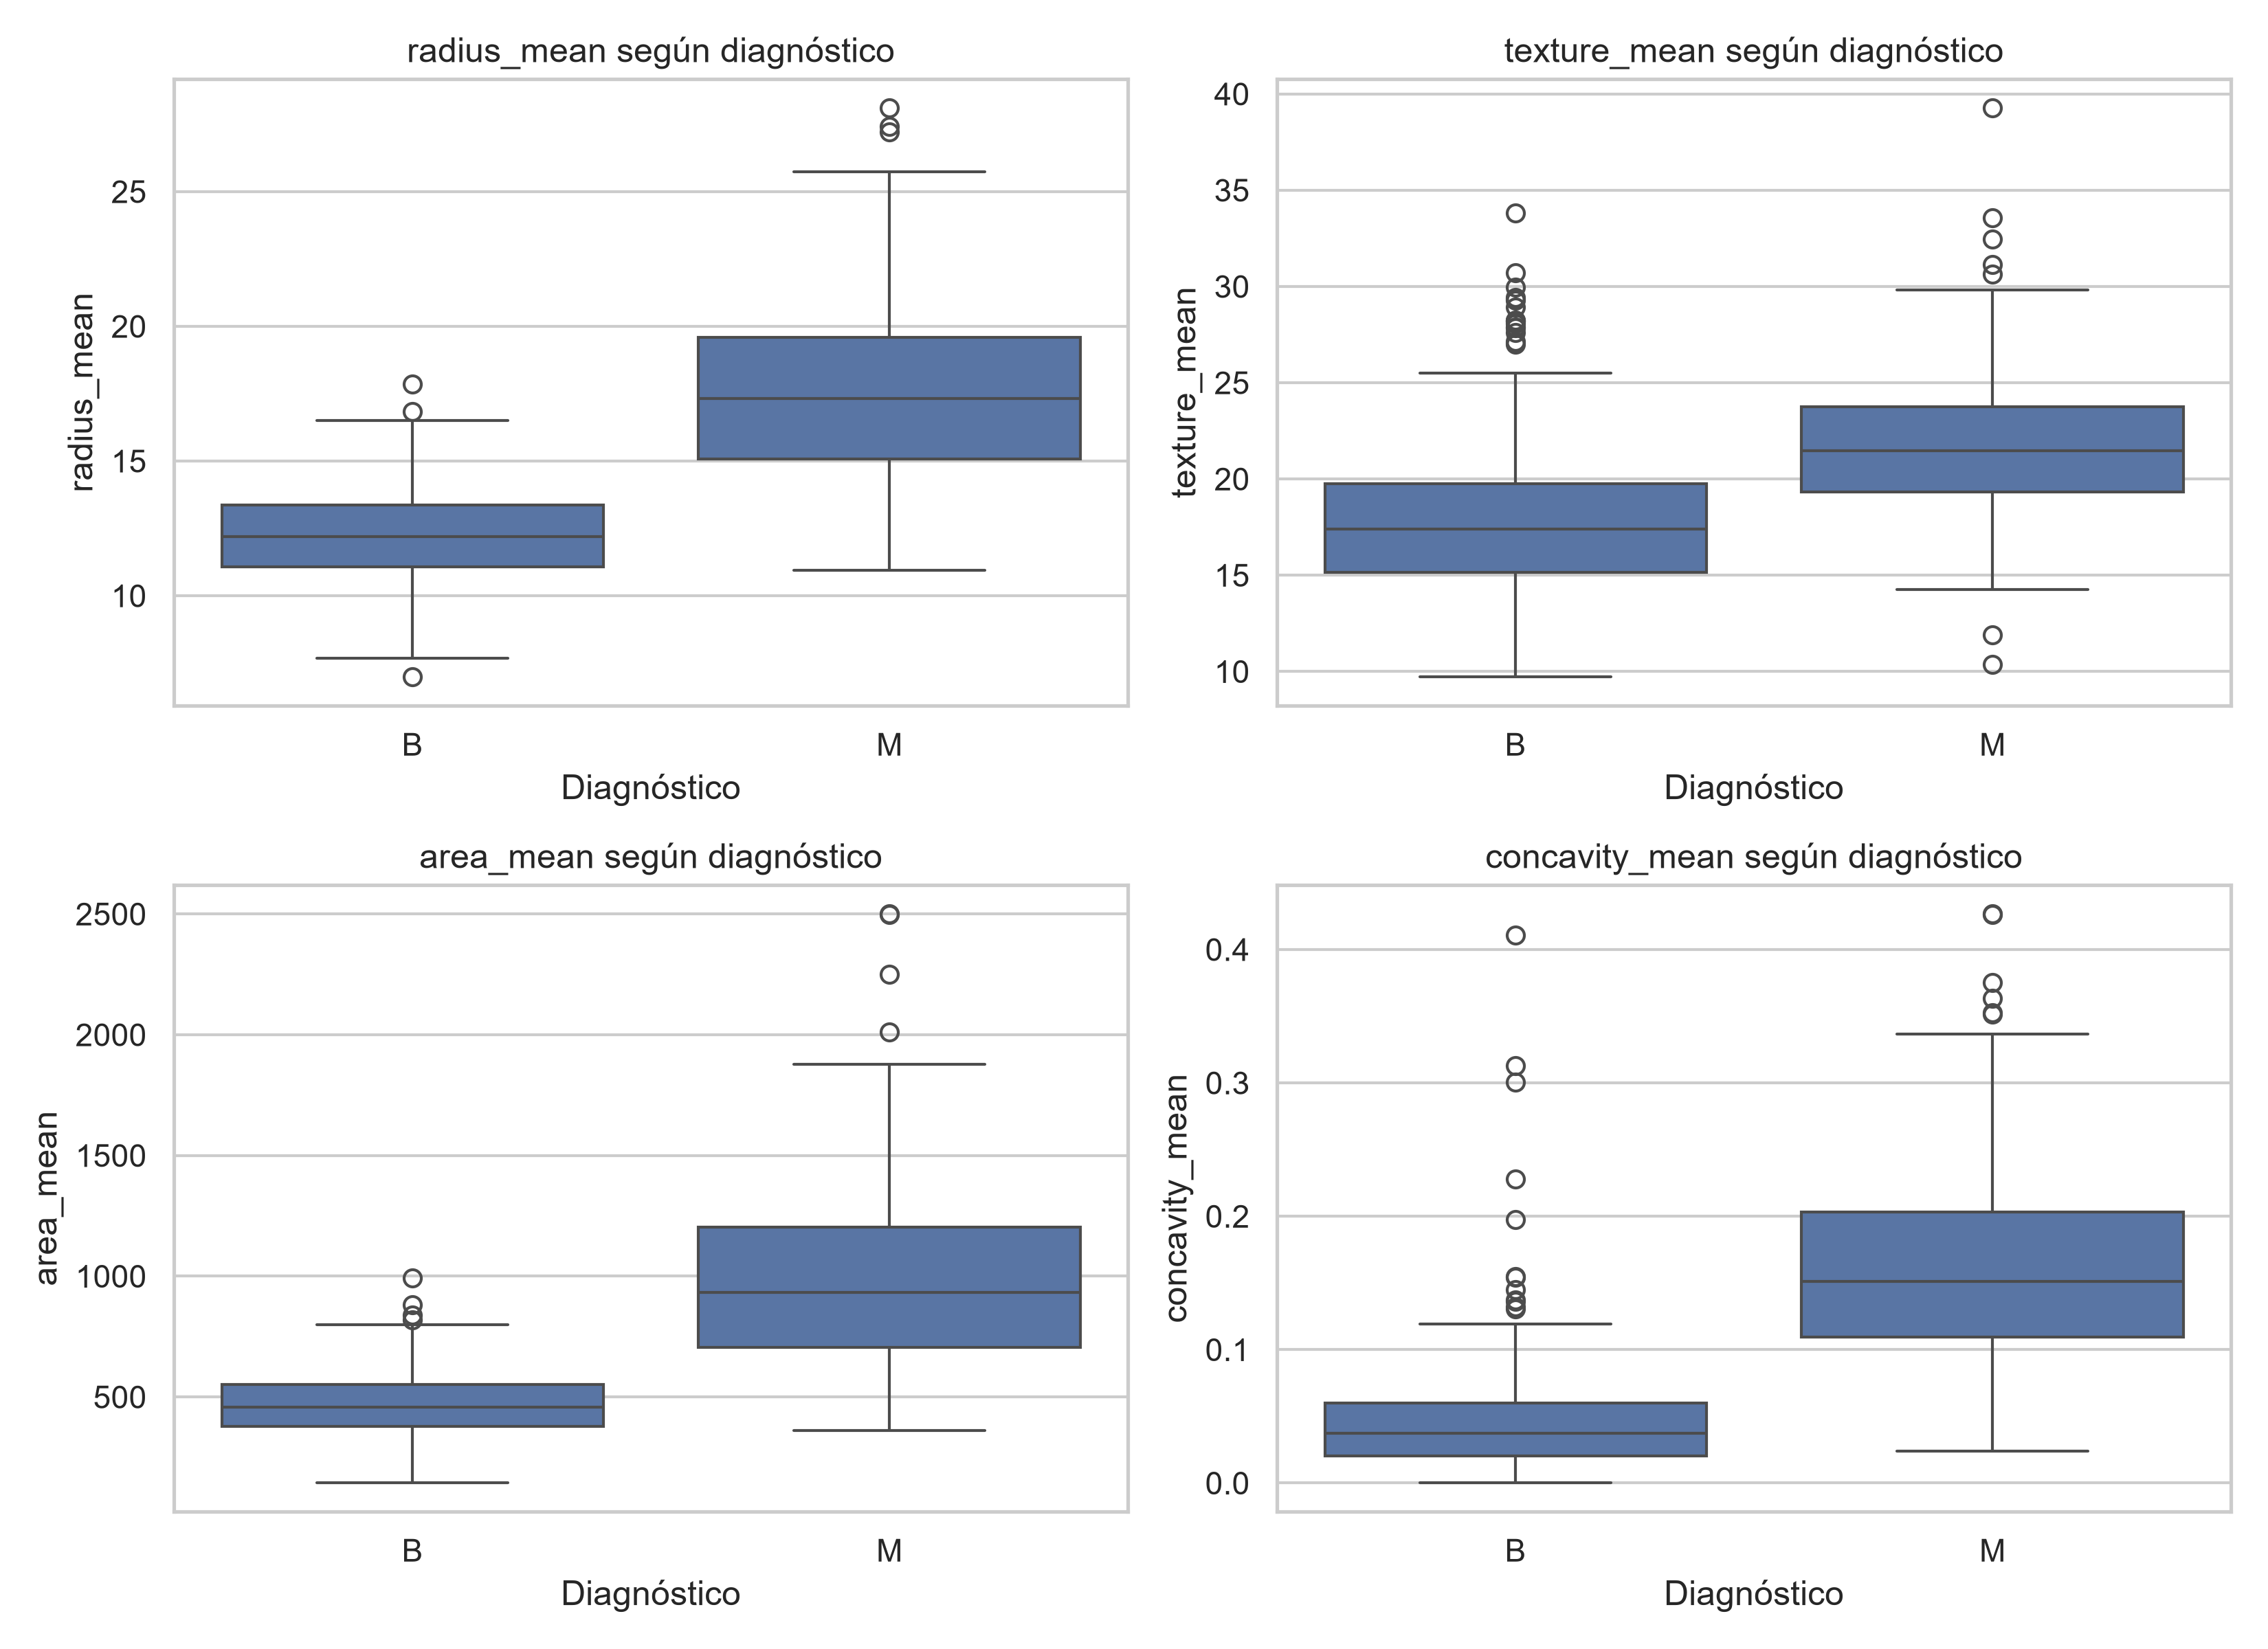 radius_mean según diagnóstico
radius_mean
25
20
15
10
B
M
Diagnóstico
texture_mean según diagnóstico
texture_mean
40
35
30
25
20
15
10
B
M
Diagnóstico
area_mean según diagnóstico
area_mean
2500
2000
1500
1000
500
B
M
Diagnóstico
concavity_mean según diagnóstico
concavity_mean
0.4
0.3
0.2
0.1
0.0
B
M
Diagnóstico